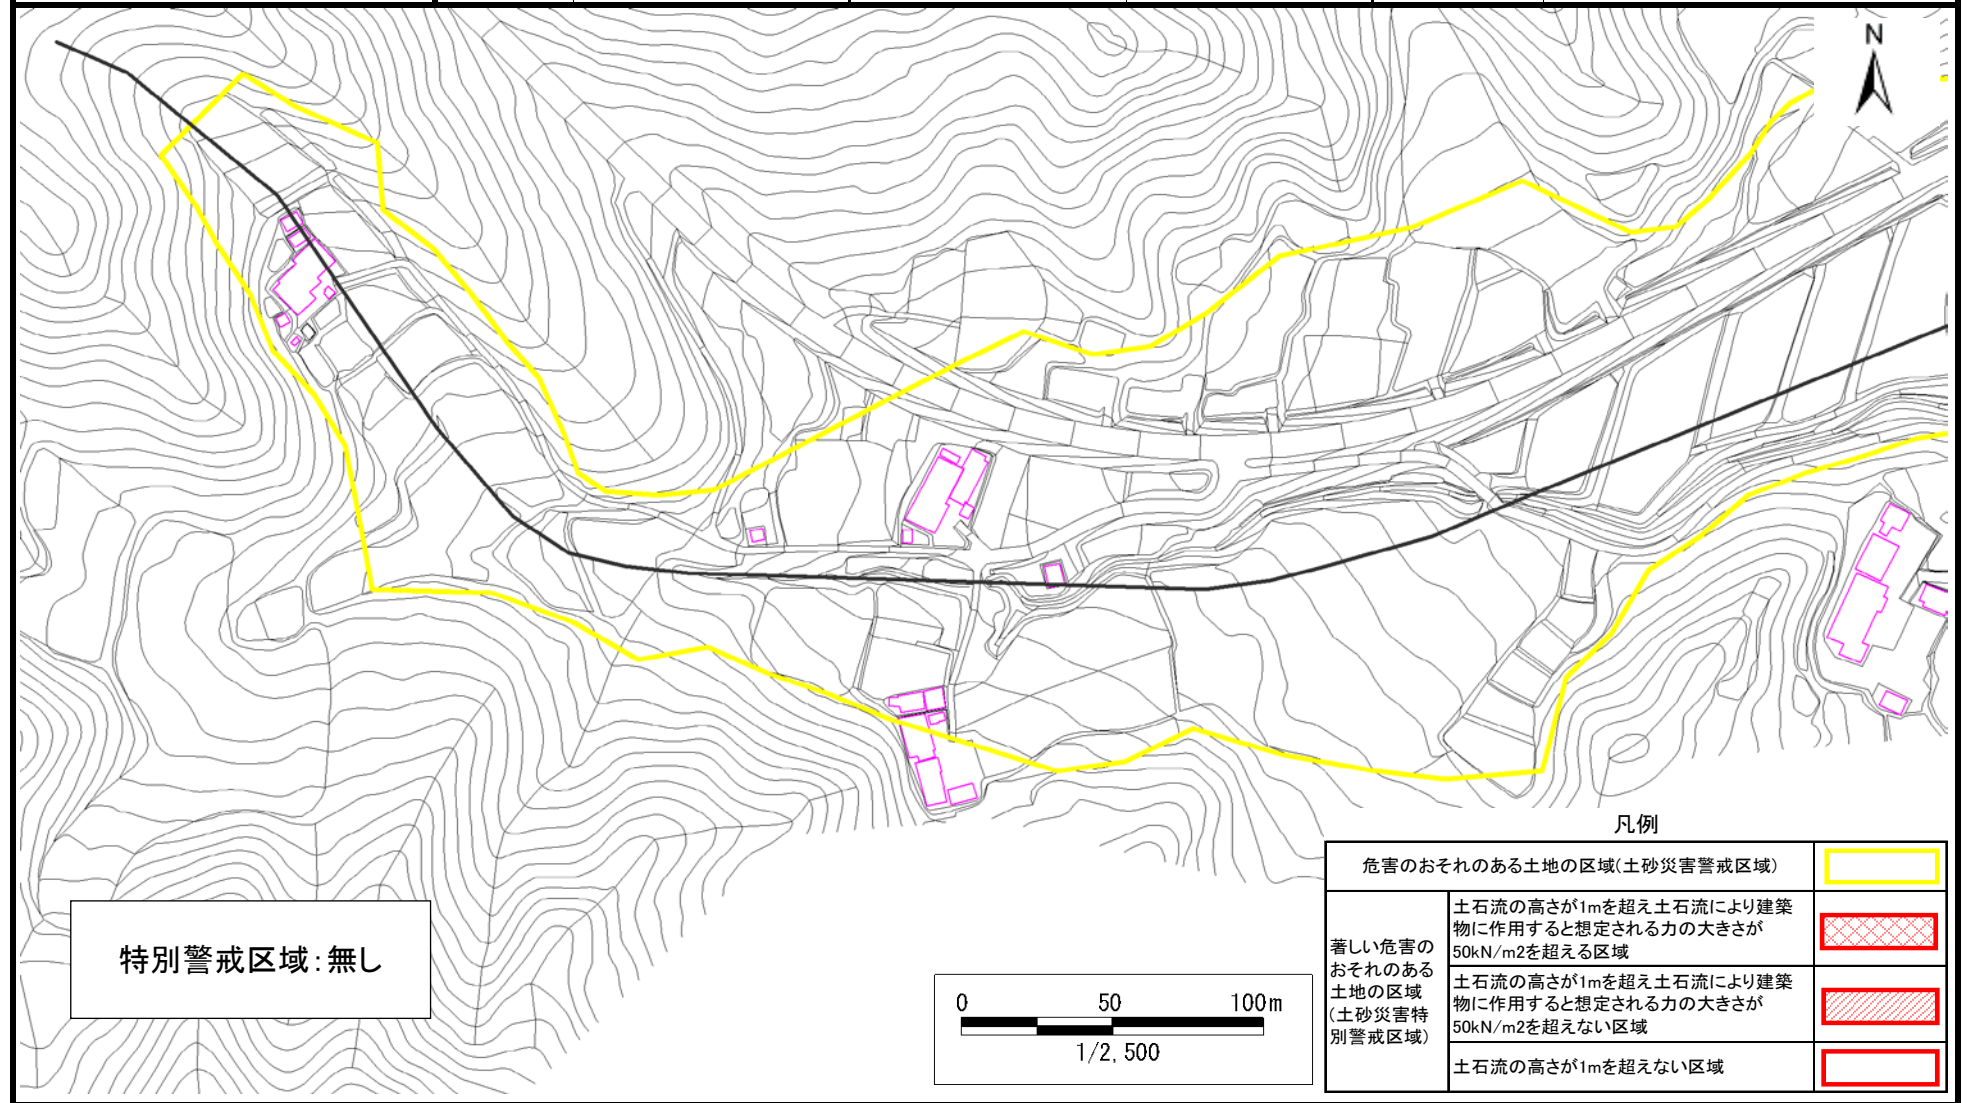 N
凡例
危害のおそれのある土地の区域(土砂災害警戒区域)
著しい危害の
おそれのある
土地の区域
(土砂災害特
別警戒区域)
土石流の高さが1mを超え土石流により建築
物に作用すると想定される力の大きさが
50kN/m2を超える区域
土石流の高さが1mを超え土石流により建築
物に作用すると想定される力の大きさが
50kN/m2を超えない区域
土石流の高さが1mを超えない区域
特別警戒区域:無し
0 50 100m
1/2,500